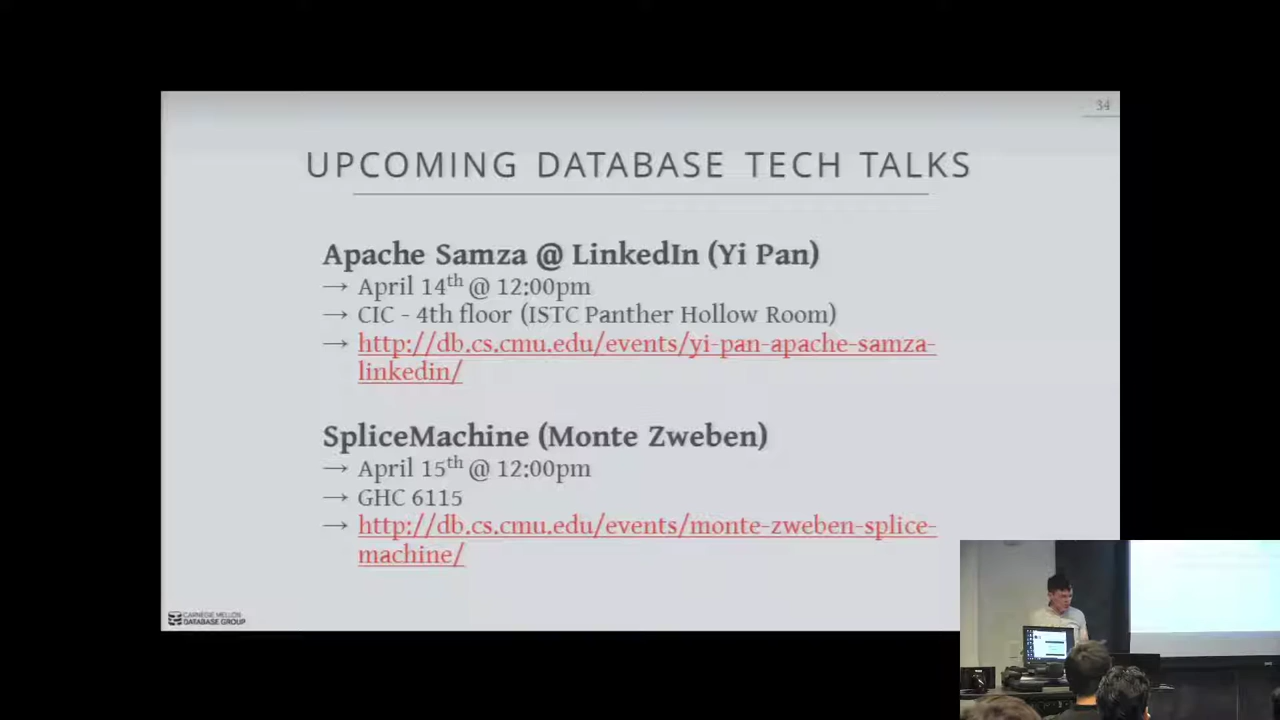 34
UPCOMING DATABASE TECH TALKS
Apache Samza @ LinkedIn (Yi Pan)
→ April 14th @ 12:00pm
→ CIC - 4th floor (ISTC Panther Hollow Room)
→ http://db.cs.cmu.edu/events/yi-pan-apache-samza-
linkedin/
SpliceMachine (Monte Zweben)
→ April 15th @ 12:00pm
→ GHC 6115
→ http://db.cs.cmu.edu/events/monte-zweben-splice-
machine/
CARNEGIE MELLON
DATABASE GROUP